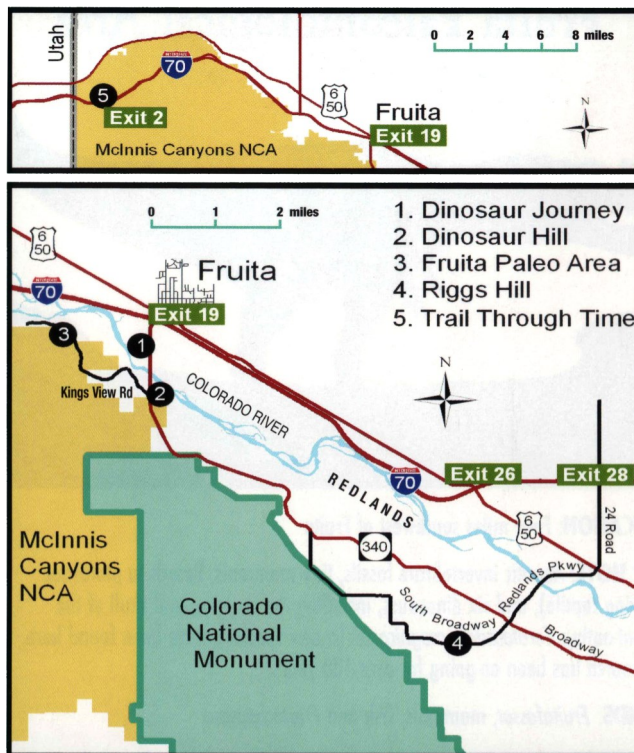 Utah
INTERSTATE
70
6
50
0 2 4 6 8 miles
N
5
Exit 2
Fruita
Exit 19
McInnis Canyons NCA
0 1 2 miles
1. Dinosaur Journey
2. Dinosaur Hill
3. Fruita Paleo Area
4. Riggs Hill
5. Trail Through Time
6
50
INTERSTATE
70
Fruita
Exit 19
3
1
Kings View Rd
2
COLORADO RIVER
N
REDLANDS
INTERSTATE
70
Exit 26
Exit 28
24 Road
6
50
340
McInnis Canyons
NCA
Colorado
National
Monument
South Broadway
Redlands Pkwy
Broadway
4